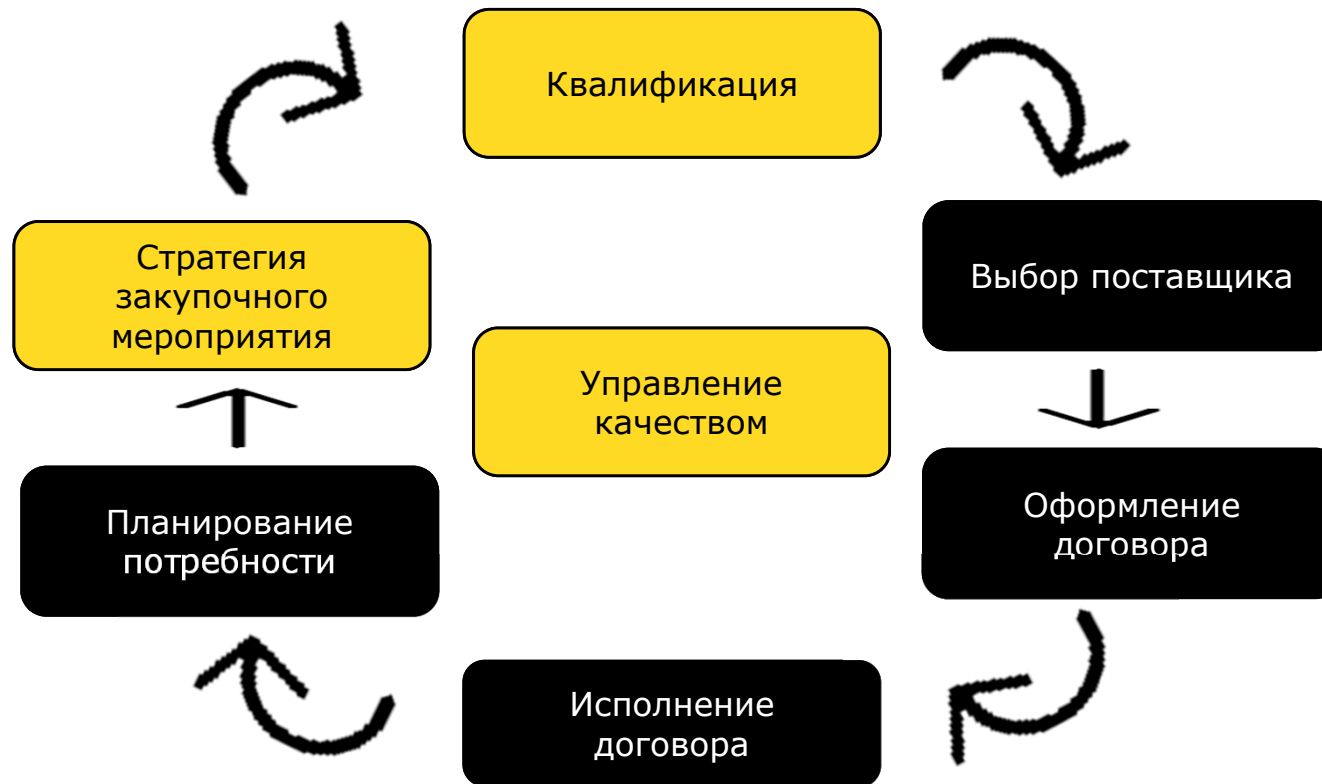 Квалификация
Стратегия
закупочного
мероприятия
Выбор поставщика
Управление
качеством
Планирование
потребности
Оформление
договора
Исполнение
договора